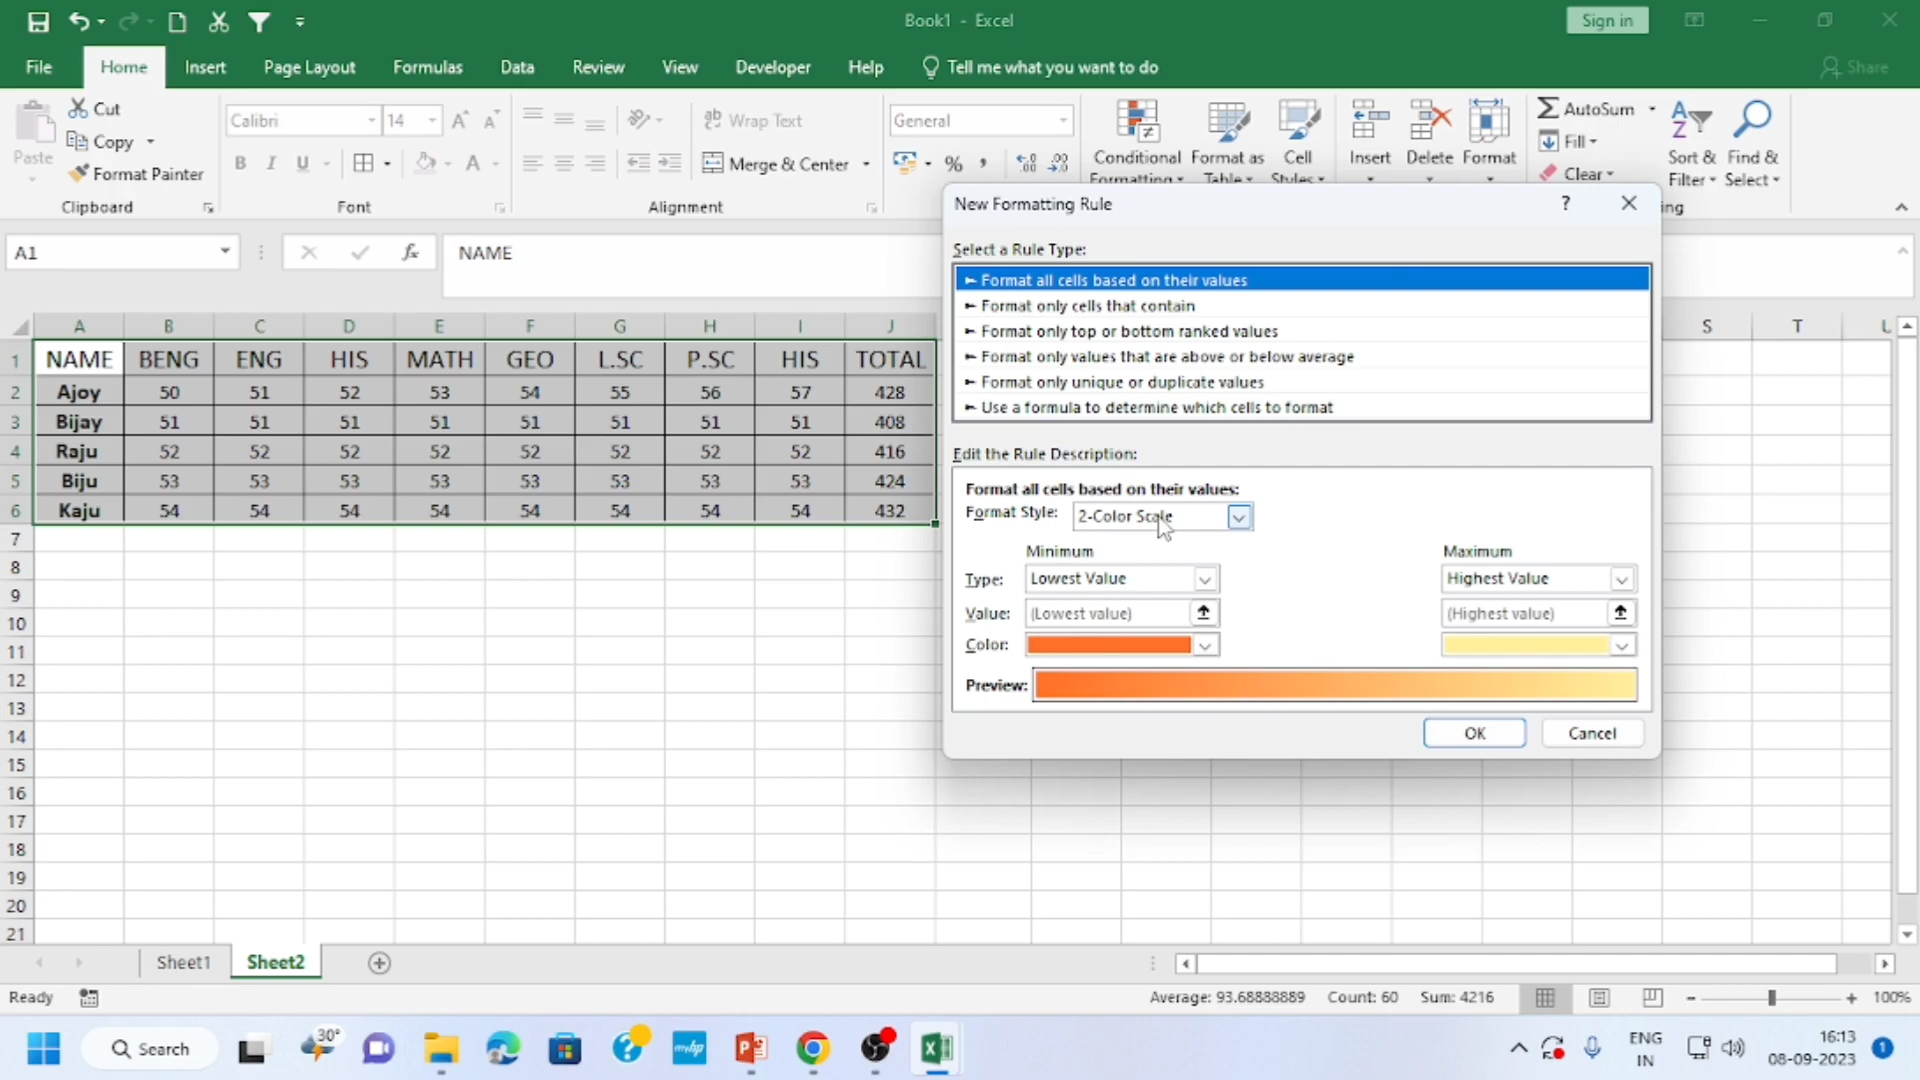 Book1 - Excel
Sign in
File Home Insert Page Layout Formulas Data Review View Developer Help Tell me what you want to do Share
Paste
Cut
Copy
Format Painter
Clipboard
Calibri 14
B I U A
Font
Wrap Text
Merge & Center
Alignment
General
% ,
Conditional Formatting
Format as Table
Cell Styles
Insert Delete Format
AutoSum
Fill
Clear
Sort & Filter
Find & Select
A1 fx NAME
A B C D E F G H I J S T U
1 NAME BENG ENG HIS MATH GEO L.SC P.SC HIS TOTAL
2 Ajoy 50 51 52 53 54 55 56 57 428
3 Bijay 51 51 51 51 51 51 51 51 408
4 Raju 52 52 52 52 52 52 52 52 416
5 Biju 53 53 53 53 53 53 53 53 424
6 Kaju 54 54 54 54 54 54 54 54 432
7
8
9
10
11
12
13
14
15
16
17
18
19
20
21
New Formatting Rule ?
Select a Rule Type:
► Format all cells based on their values
► Format only cells that contain
► Format only top or bottom ranked values
► Format only values that are above or below average
► Format only unique or duplicate values
► Use a formula to determine which cells to format
Edit the Rule Description:
Format all cells based on their values:
Format Style: 2-Color Scale
Minimum Maximum
Type: Lowest Value Highest Value
Value: (Lowest value) (Highest value)
Color:
Preview:
OK Cancel
Sheet1 Sheet2
Ready Average: 93.68888889 Count: 60 Sum: 4216 100%
Search 30° ENG IN 16:13 08-09-2023 1